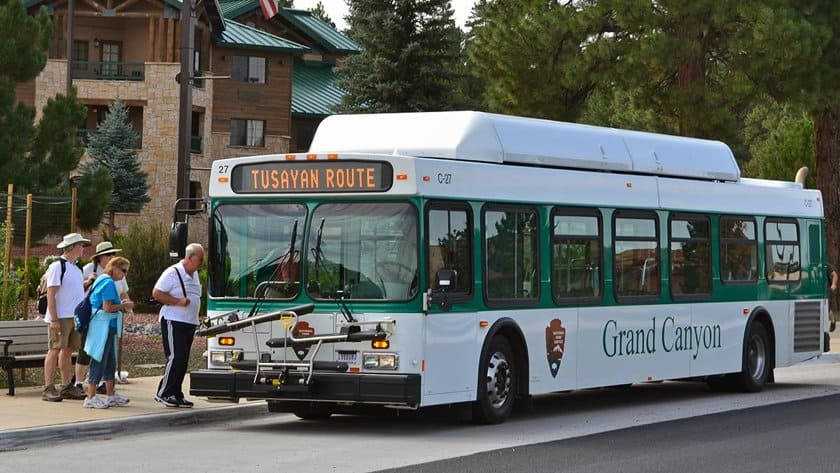 27
TUSAYAN ROUTE
C-27
Grand Canyon